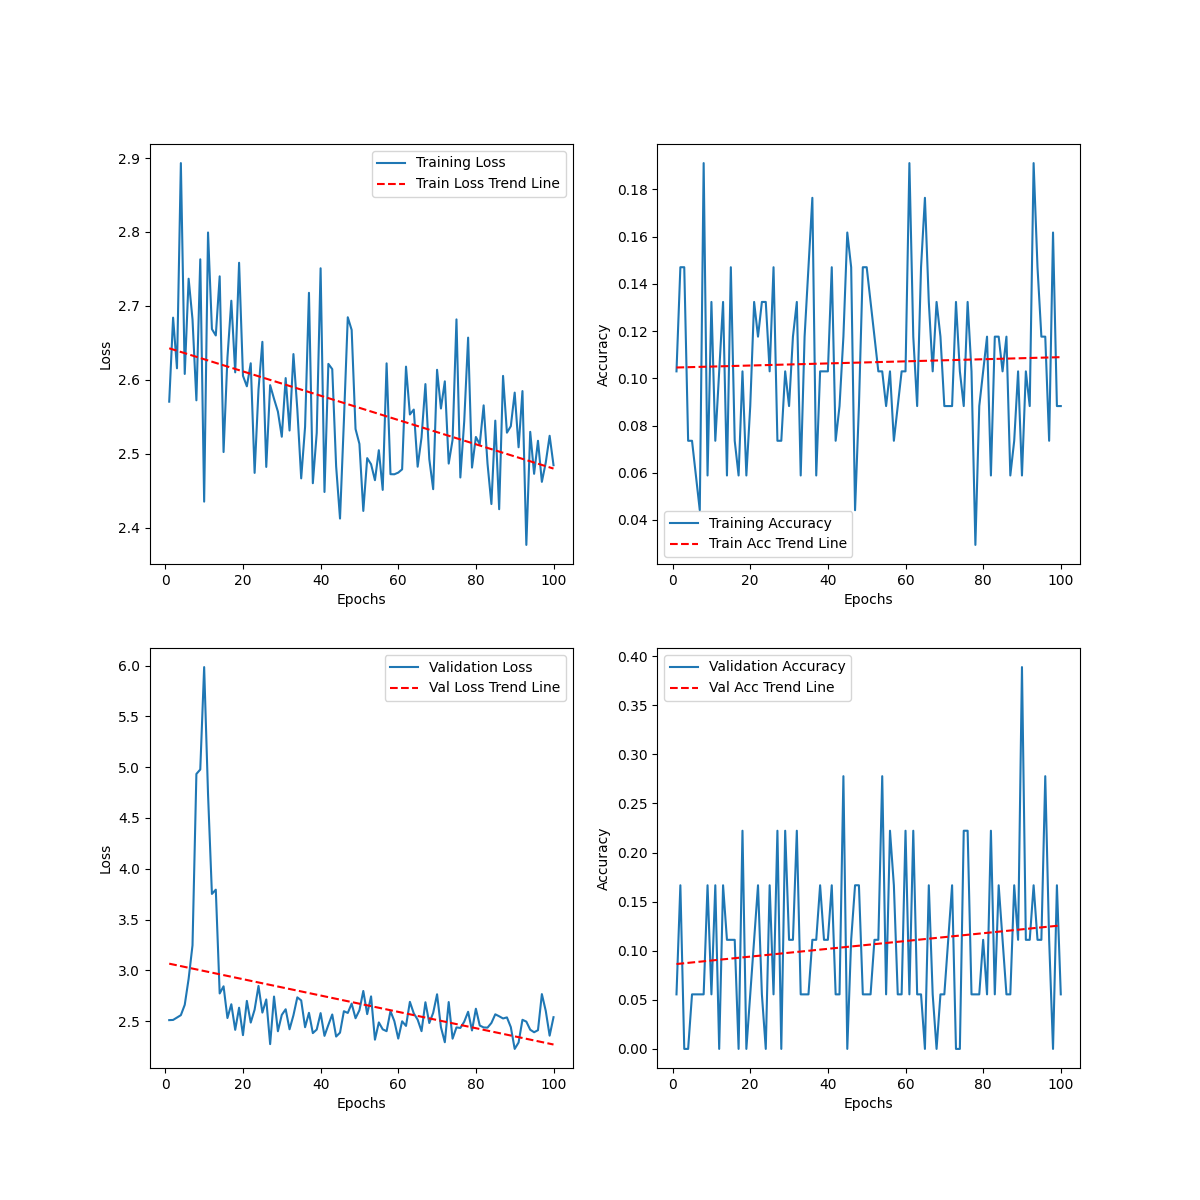 Training Loss
Train Loss Trend Line
2.9
2.8
2.7
2.6
2.5
2.4
Loss
0 20 40 60 80 100
Epochs
Training Accuracy
Train Acc Trend Line
0.18
0.16
0.14
0.12
0.10
0.08
0.06
0.04
Accuracy
0 20 40 60 80 100
Epochs
Validation Loss
Val Loss Trend Line
6.0
5.5
5.0
4.5
4.0
3.5
3.0
2.5
Loss
0 20 40 60 80 100
Epochs
Validation Accuracy
Val Acc Trend Line
0.40
0.35
0.30
0.25
0.20
0.15
0.10
0.05
0.00
Accuracy
0 20 40 60 80 100
Epochs